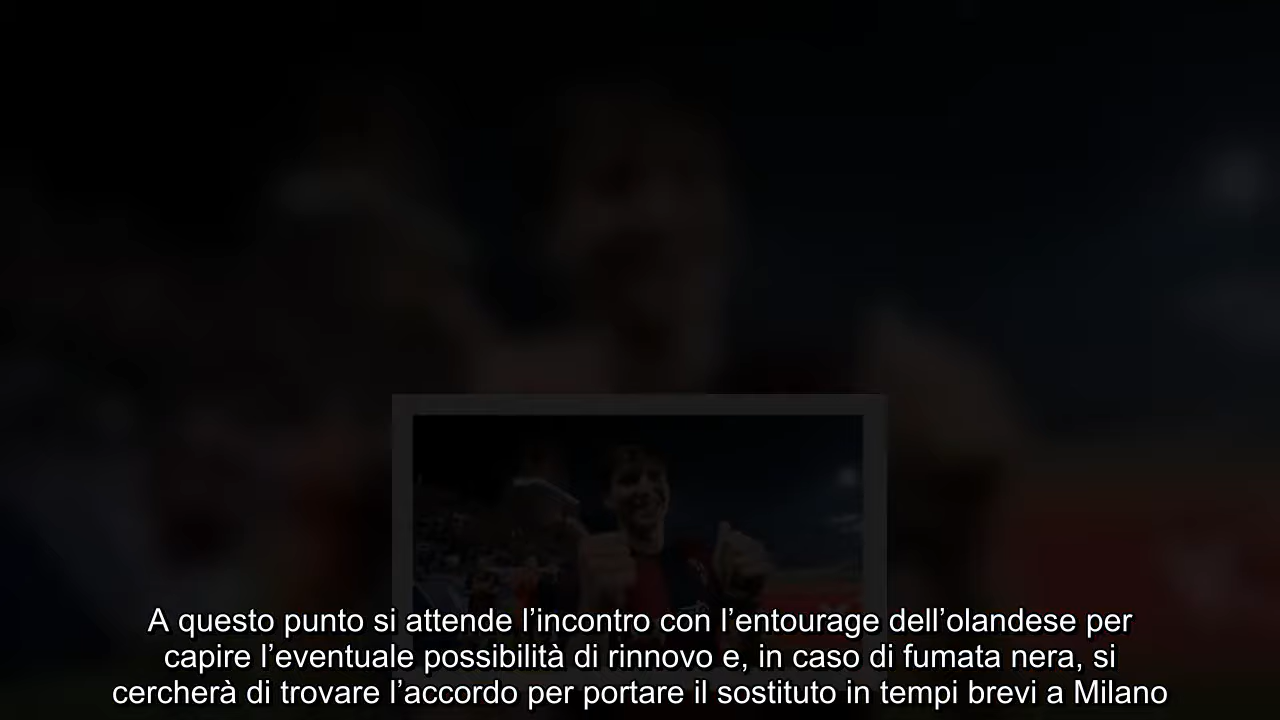 A questo punto si attende l’incontro con l’entourage dell’olandese per
capire l’eventuale possibilità di rinnovo e, in caso di fumata nera, si
cercherà di trovare l’accordo per portare il sostituto in tempi brevi a Milano